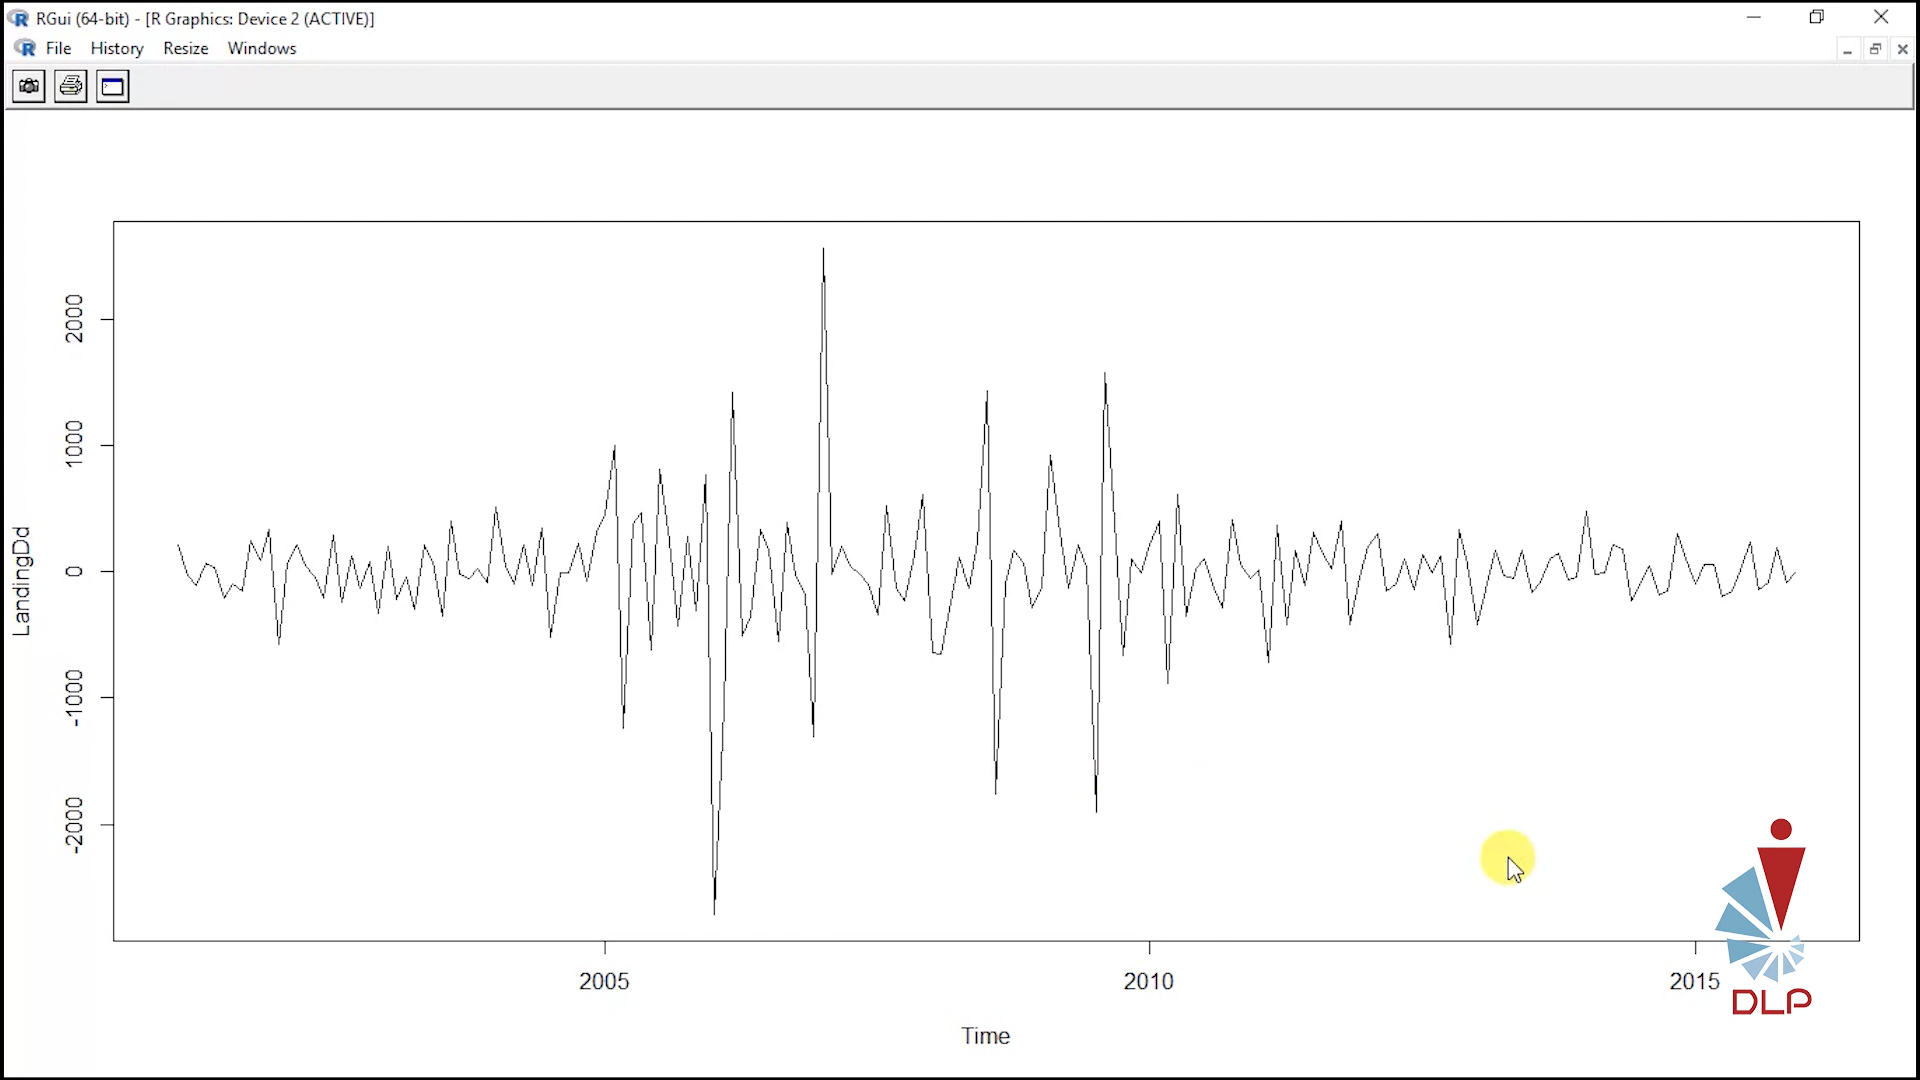 RGui (64-bit) - [R Graphics: Device 2 (ACTIVE)]
File History Resize Windows
2000
1000
0
-1000
-2000
LandingDd
2005
2010
2015
Time
DLP